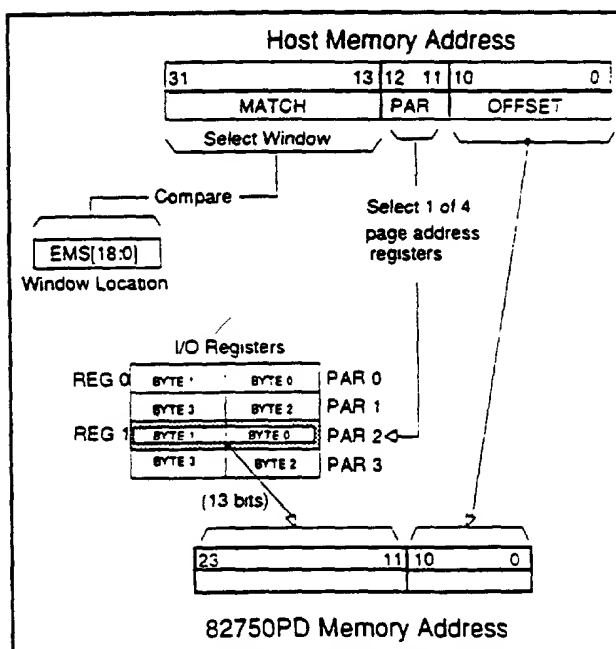 Host Memory Address
31 13 12 11 10 0
MATCH PAR OFFSET
Select Window
Compare
Select 1 of 4
page address
registers
EMS[18:0]
Window Location
I/O Registers
REG 0 BYTE 1 BYTE 0 PAR 0
BYTE 3 BYTE 2 PAR 1
REG 1 BYTE 1 BYTE 0 PAR 2
BYTE 3 BYTE 2 PAR 3
(13 bits)
23 11 10 0
82750PD Memory Address